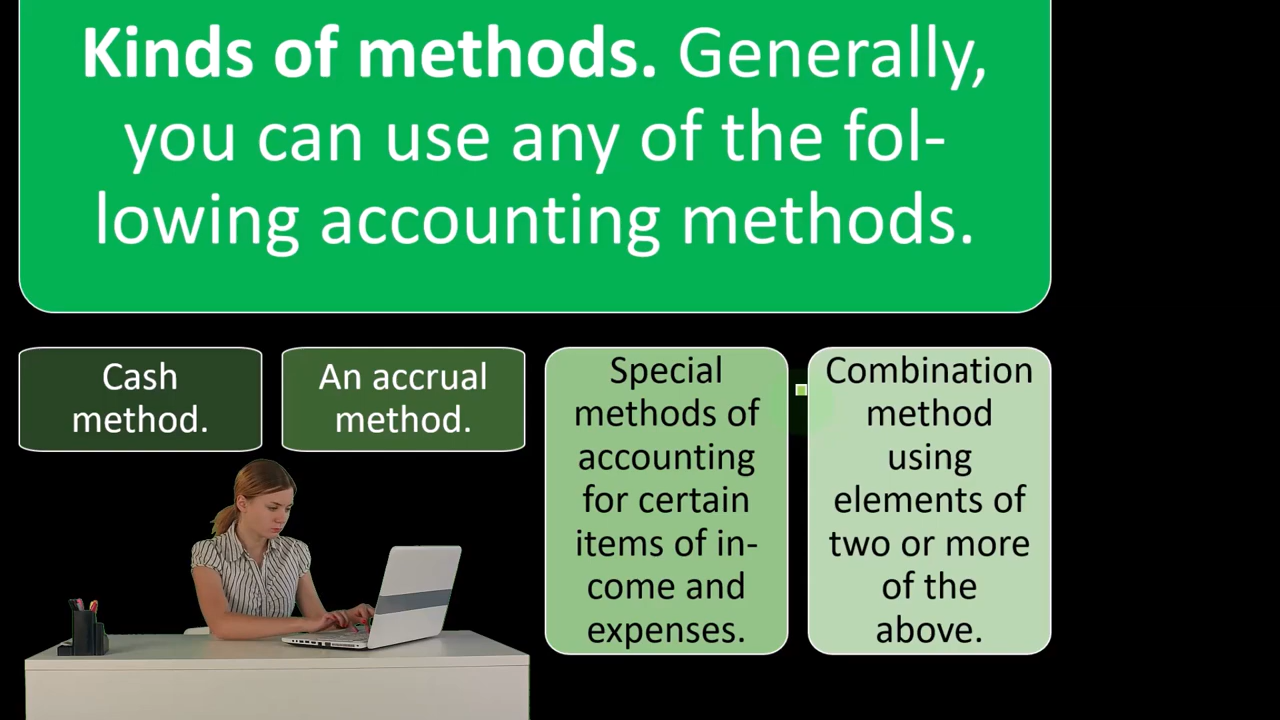 Kinds of methods. Generally,
you can use any of the fol-
lowing accounting methods.
Cash
method.
An accrual
method.
Special
methods of
accounting
for certain
items of in-
come and
expenses.
Combination
method
using
elements of
two or more
of the
above.